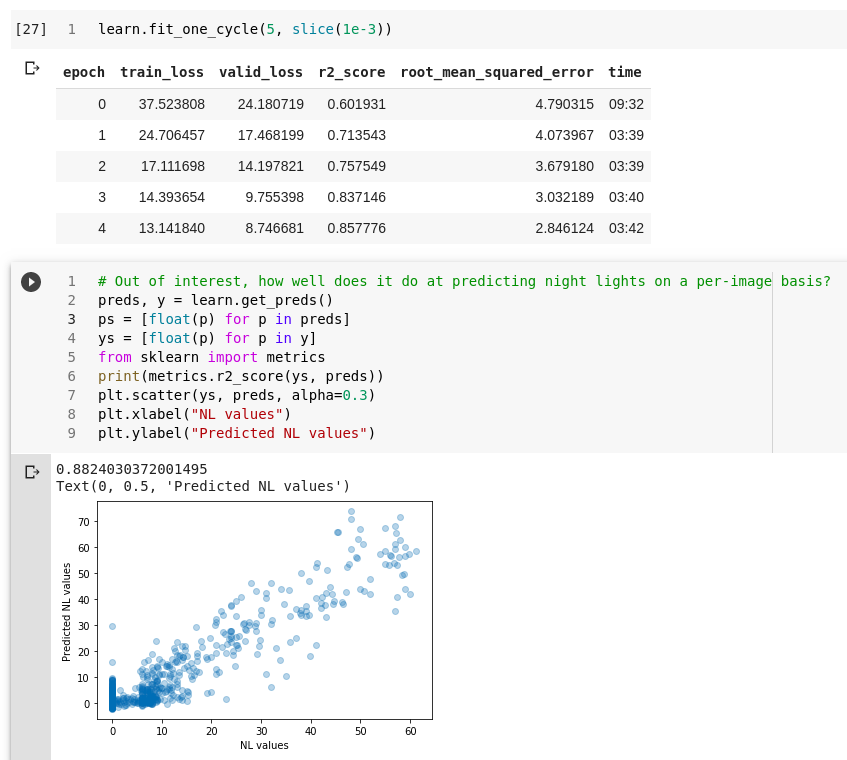 [27] 1 learn.fit_one_cycle(5, slice(1e-3))
epoch train_loss valid_loss r2_score root_mean_squared_error time
0 37.523808 24.180719 0.601931 4.790315 09:32
1 24.706457 17.468199 0.713543 4.073967 03:39
2 17.111698 14.197821 0.757549 3.679180 03:39
3 14.393654 9.755398 0.837146 3.032189 03:40
4 13.141840 8.746681 0.857776 2.846124 03:42
1 # Out of interest, how well does it do at predicting night lights on a per-image basis?
2 preds, y = learn.get_preds()
3 ps = [float(p) for p in preds]
4 ys = [float(p) for p in y]
5 from sklearn import metrics
6 print(metrics.r2_score(ys, preds))
7 plt.scatter(ys, preds, alpha=0.3)
8 plt.xlabel("NL values")
9 plt.ylabel("Predicted NL values")
0.8824030372001495
Text(0, 0.5, 'Predicted NL values')
Predicted NL values
70
60
50
40
30
20
10
0
0 10 20 30 40 50 60
NL values